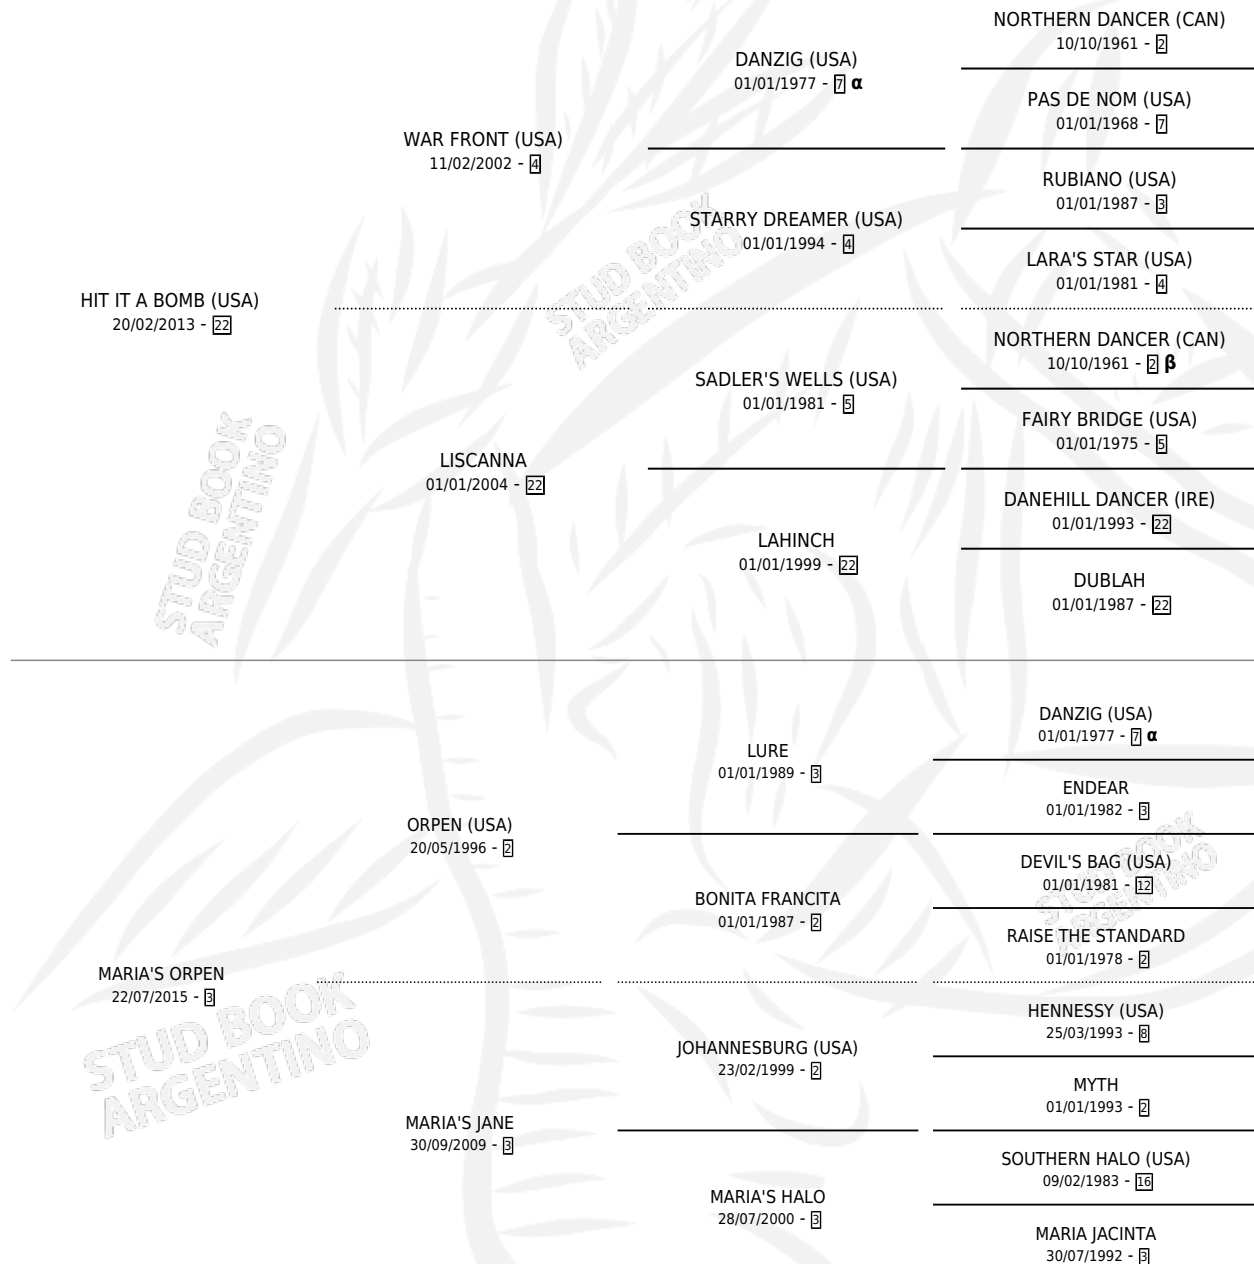 NORTHERN DANCER (CAN)
10/10/1961 - 2
DANZIG (USA)
01/01/1977 - 7 α
PAS DE NOM (USA)
01/01/1968 - 7
WAR FRONT (USA)
11/02/2002 - 4
RUBIANO (USA)
01/01/1987 - 3
STARRY DREAMER (USA)
01/01/1994 - 4
LARA'S STAR (USA)
01/01/1981 - 4
HIT IT A BOMB (USA)
20/02/2013 - 22
NORTHERN DANCER (CAN)
10/10/1961 - 2 β
SADLER'S WELLS (USA)
01/01/1981 - 5
FAIRY BRIDGE (USA)
01/01/1975 - 5
LISCANNA
01/01/2004 - 22
DANEHILL DANCER (IRE)
01/01/1993 - 22
LAHINCH
01/01/1999 - 22
DUBLAH
01/01/1987 - 22
DANZIG (USA)
01/01/1977 - 7 α
LURE
01/01/1989 - 3
ENDEAR
01/01/1982 - 3
ORPEN (USA)
20/05/1996 - 2
DEVIL'S BAG (USA)
01/01/1981 - 12
BONITA FRANCITA
01/01/1987 - 2
RAISE THE STANDARD
01/01/1978 - 2
MARIA'S ORPEN
22/07/2015 - 3
HENNESSY (USA)
25/03/1993 - 8
JOHANNESBURG (USA)
23/02/1999 - 2
MYTH
01/01/1993 - 2
MARIA'S JANE
30/09/2009 - 3
SOUTHERN HALO (USA)
09/02/1983 - 16
MARIA'S HALO
28/07/2000 - 3
MARIA JACINTA
30/07/1992 - 3
STUD BOOK
ARGENTINO
STUD BOOK
ARGENTINO
STUD BOOK
ARGENTINO
STUD BOOK
ARGENTINO